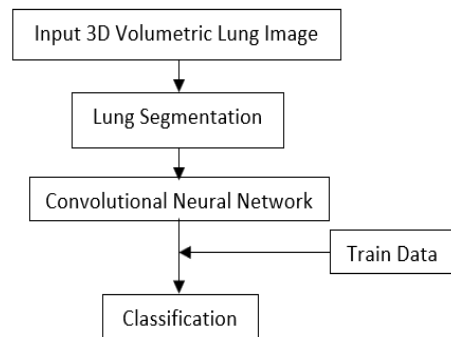 Input 3D Volumetric Lung Image
Lung Segmentation
Convolutional Neural Network
Train Data
Classification